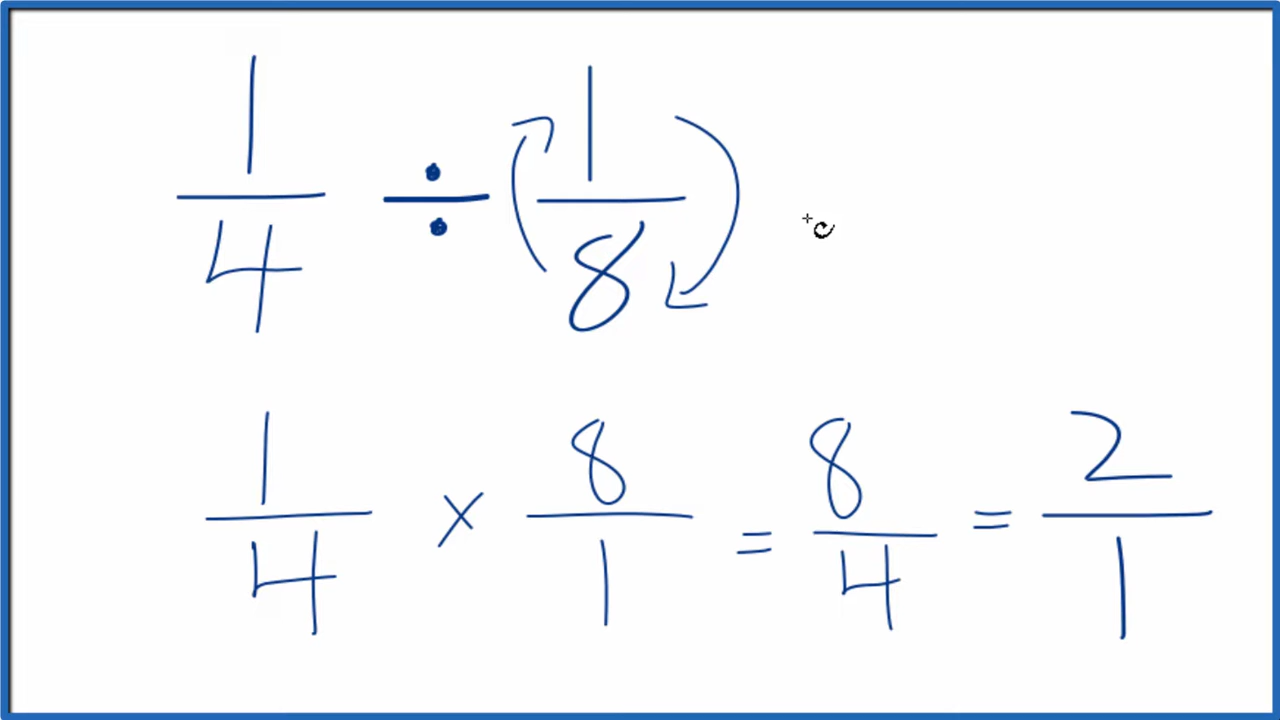 1/4 ÷ 1/8
1/4 × 8/1 = 8/4 = 2/1